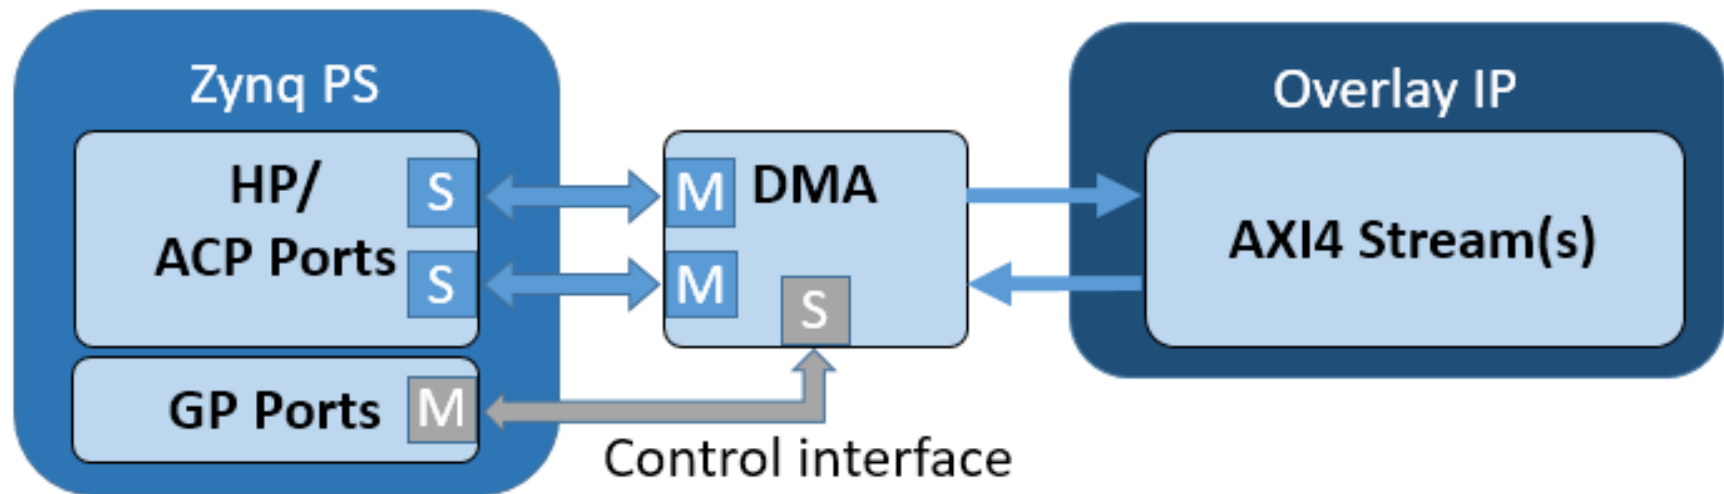 Zynq PS
HP/
ACP Ports
S
S
GP Ports
M
M
DMA
M
S
Control interface
Overlay IP
AXI4 Stream(s)